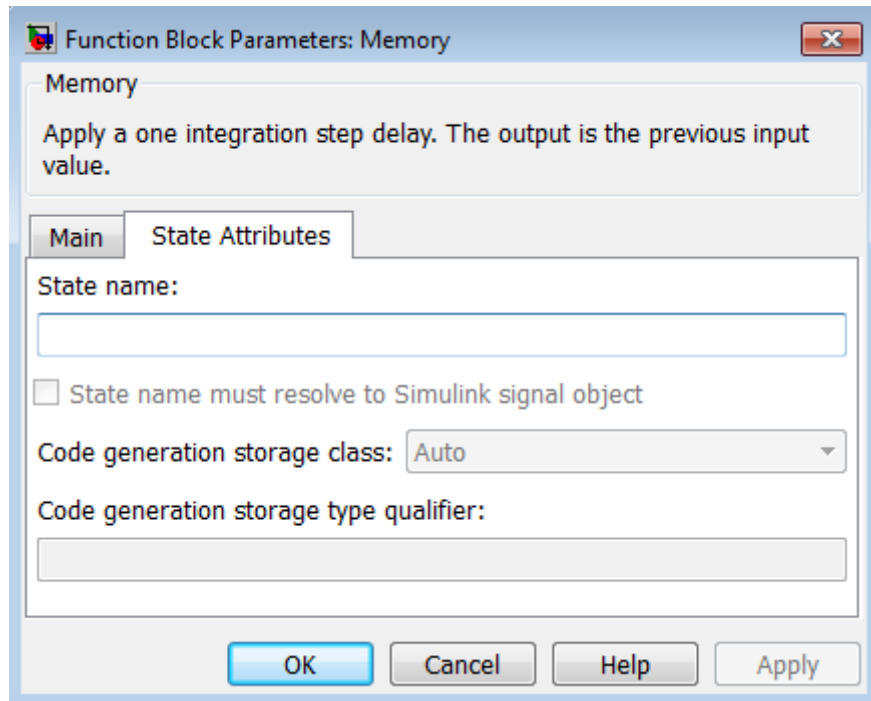 Function Block Parameters: Memory
Memory
Apply a one integration step delay. The output is the previous input
value.
Main
State Attributes
State name:
State name must resolve to Simulink signal object
Code generation storage class: Auto
Code generation storage type qualifier:
OK Cancel Help Apply